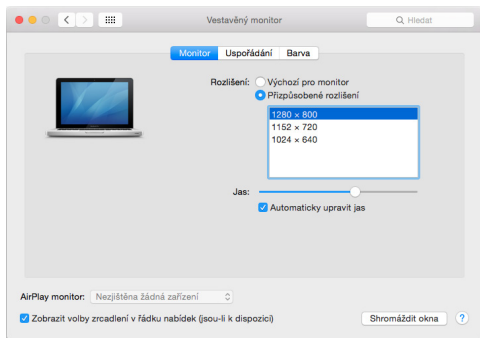 Vestavěný monitor
Hledat
Monitor Uspořádání Barva
Rozlišení: Výchozí pro monitor
Přizpůsobené rozlišení
1280 × 800
1152 × 720
1024 × 640
Jas:
Automaticky upravit jas
AirPlay monitor: Nezjištěna žádná zařízení
Zobrazit volby zrcadlení v řádku nabídek (jsou-li k dispozici) Shromáždit okna ?